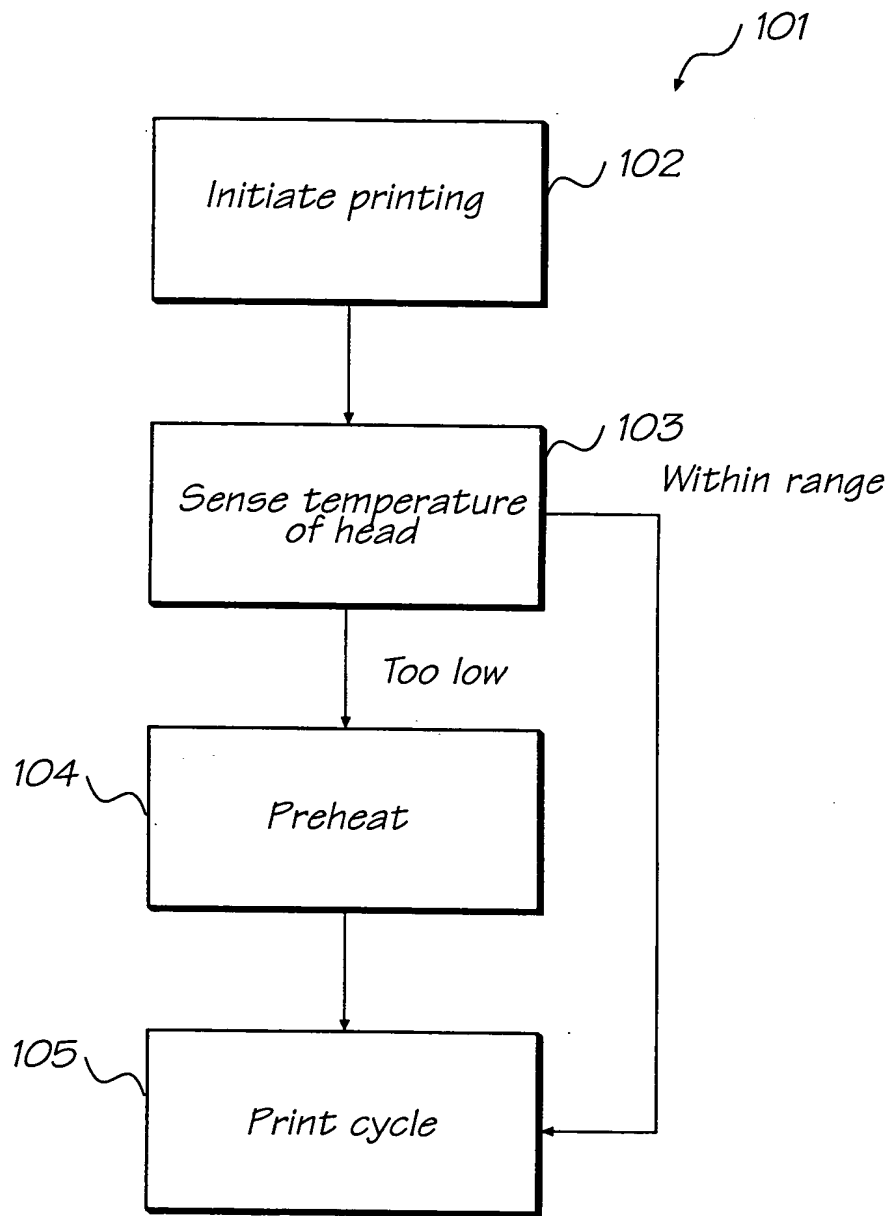 101
Initiate printing
102
103
Sense temperature
of head
Within range
Too low
104
Preheat
105
Print cycle